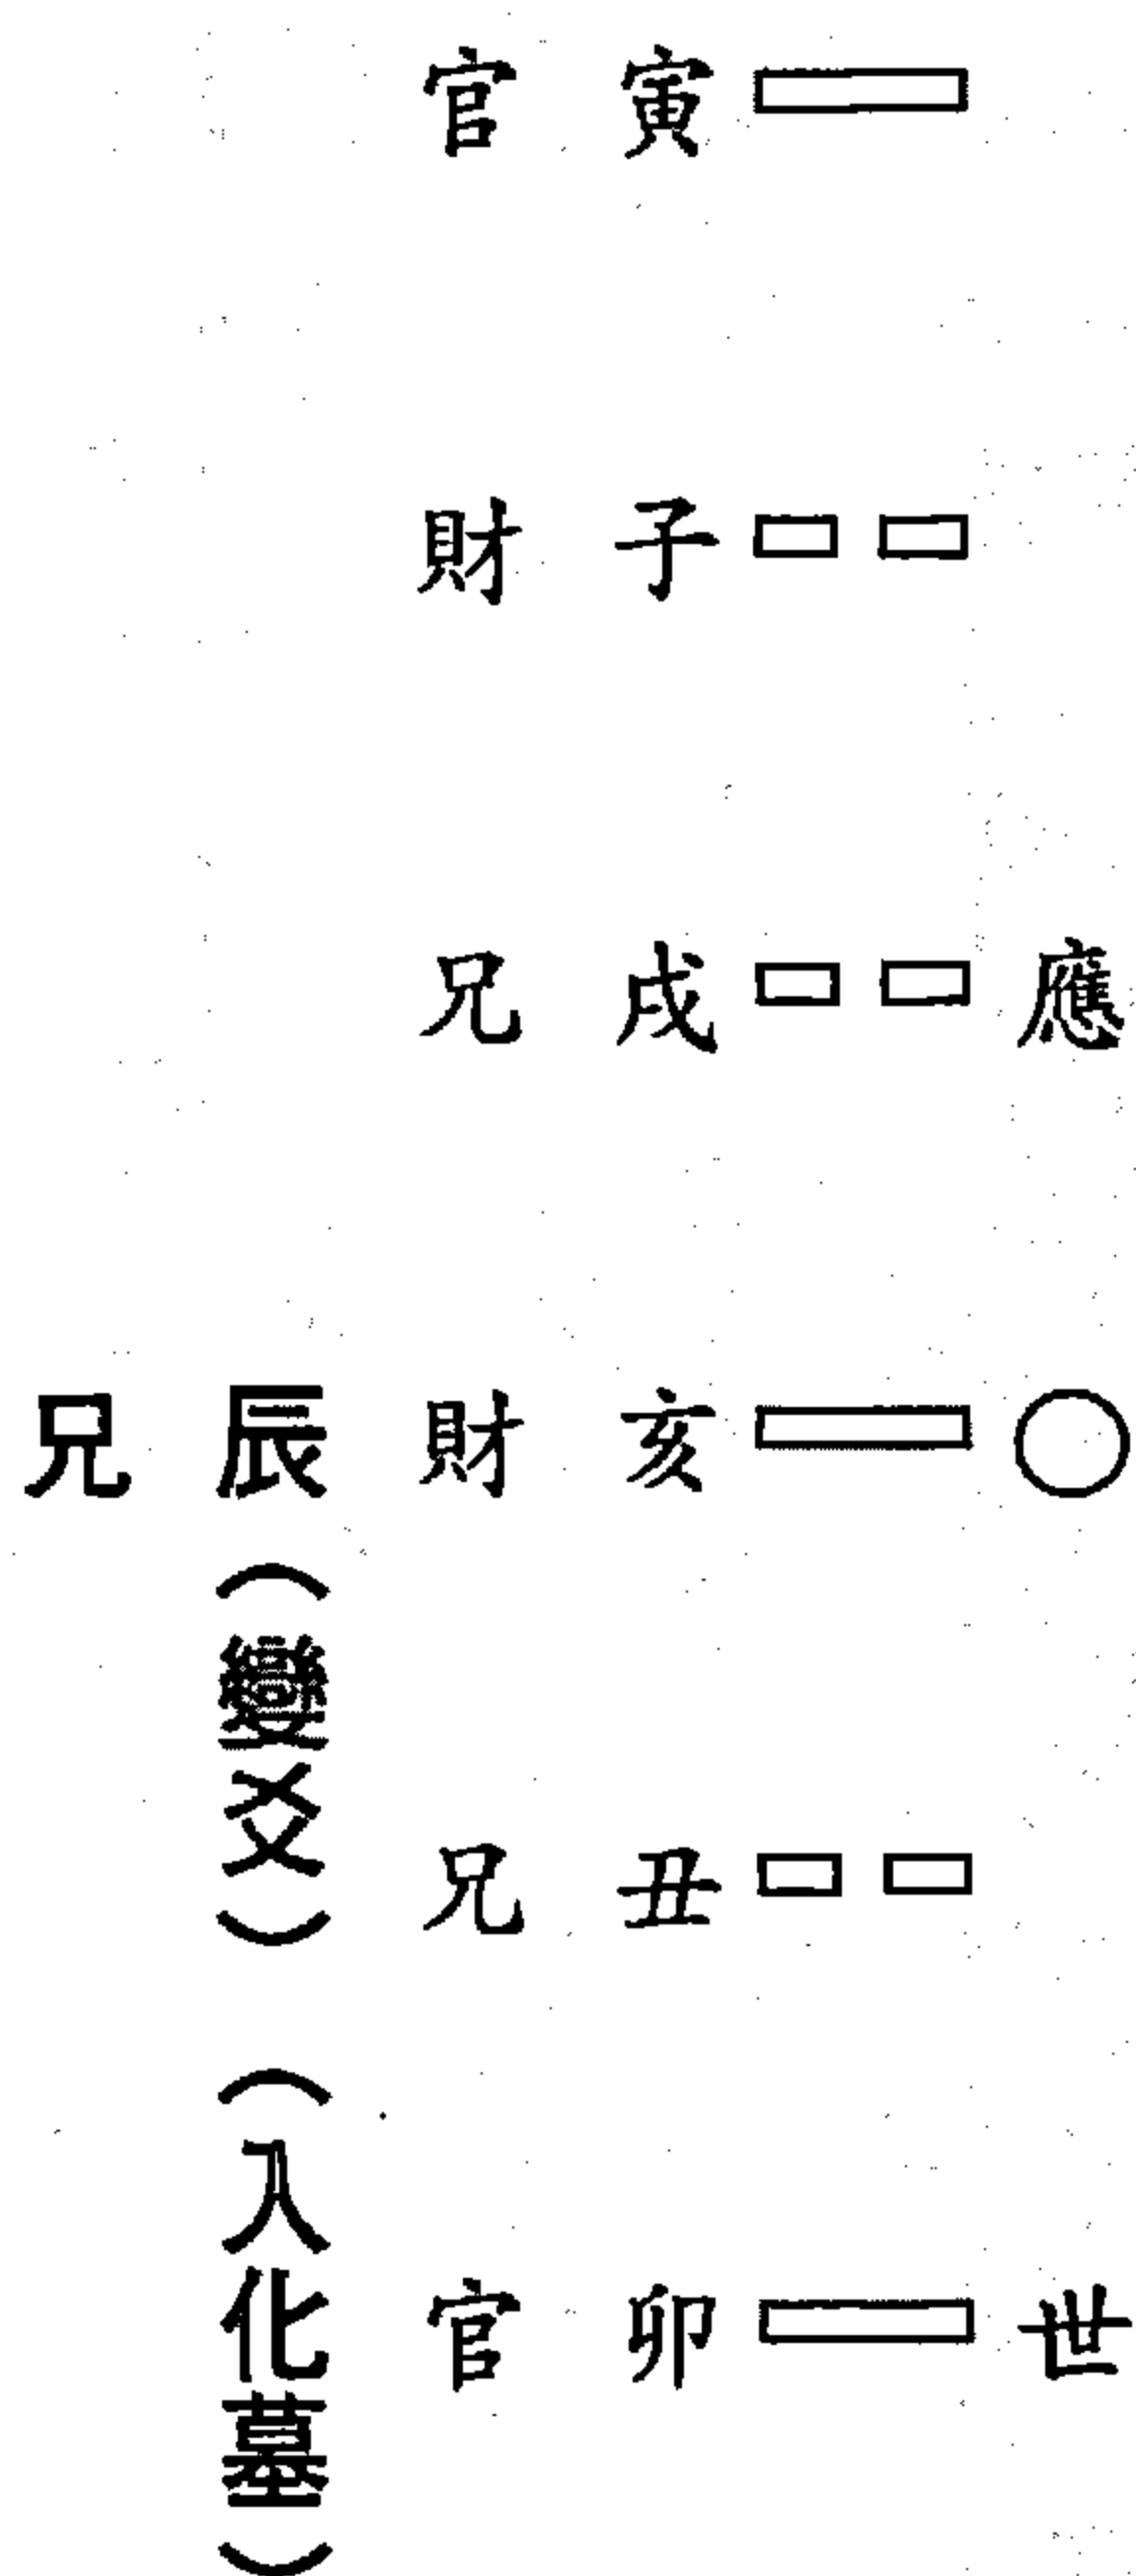 官 寅
財 子
兄 戌 應
兄 辰 財 亥 ○
（變爻）（入化墓）
兄 丑
官 卯 世